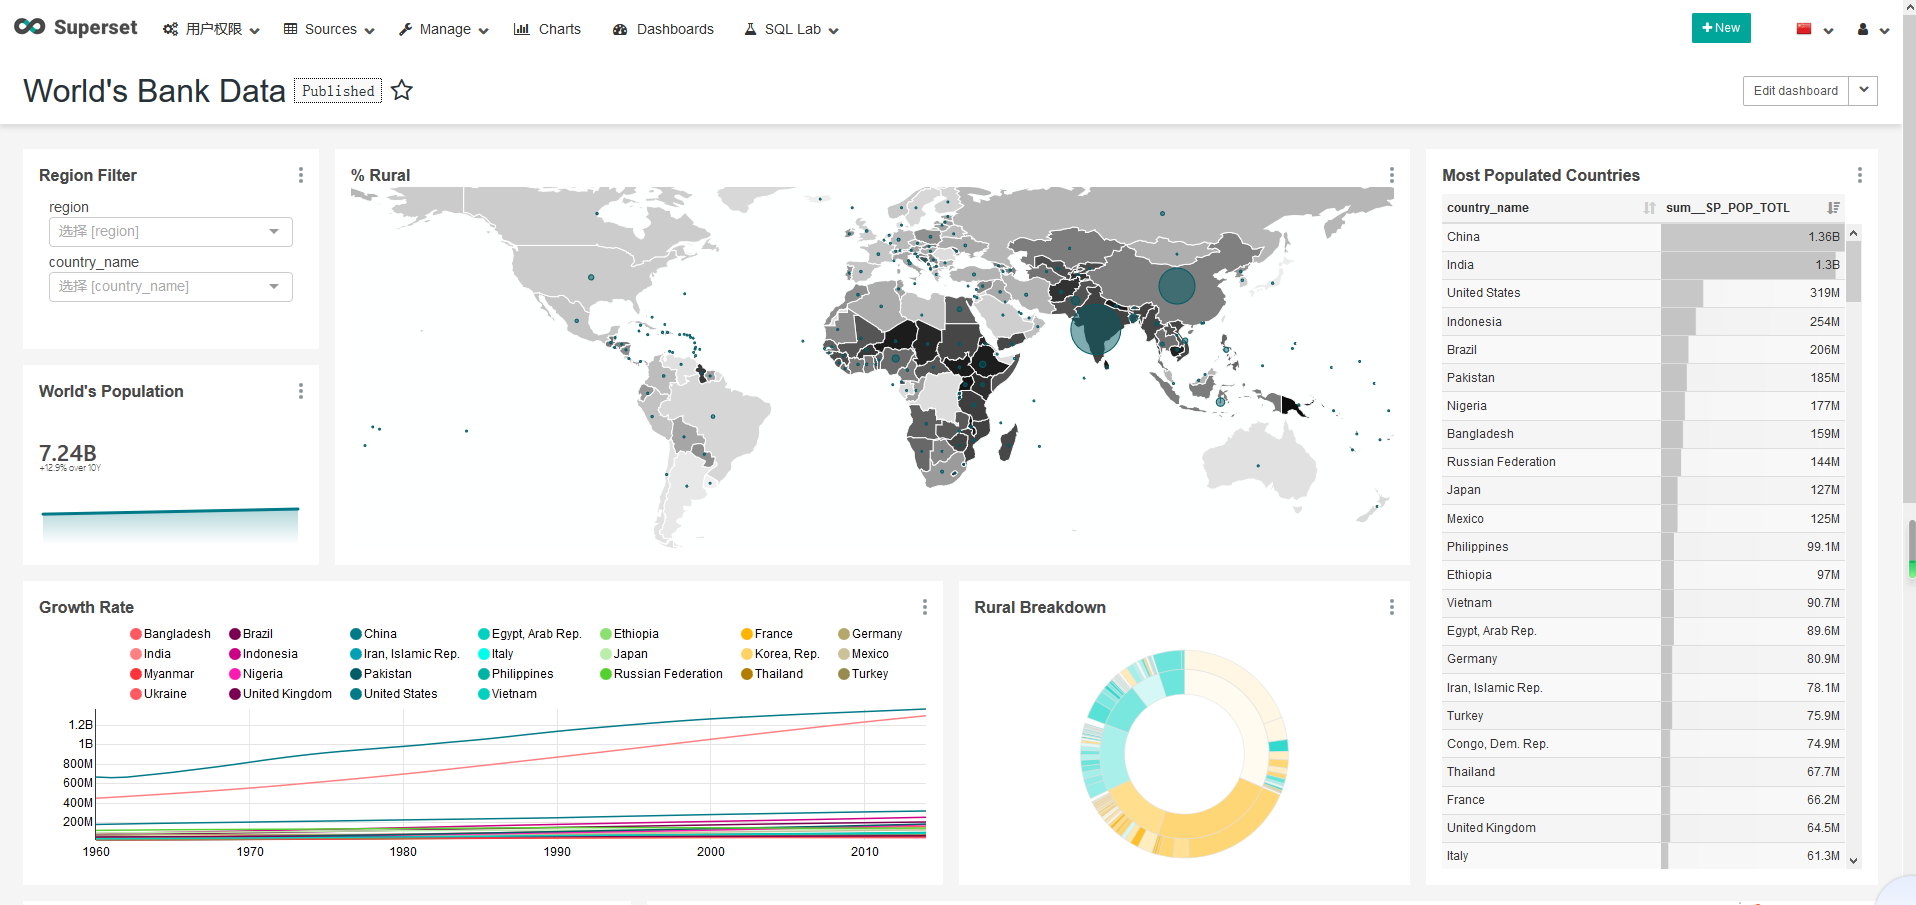 Superset 用户权限 Sources Manage Charts Dashboards SQL Lab + New
World's Bank Data Published Edit dashboard
Region Filter
region
选择 [region]
country_name
选择 [country_name]
World's Population
7.24B
+12.9% over 10Y
% Rural
Most Populated Countries
country_name sum__SP_POP_TOTL
China 1.36B
India 1.3B
United States 319M
Indonesia 254M
Brazil 206M
Pakistan 185M
Nigeria 177M
Bangladesh 159M
Russian Federation 144M
Japan 127M
Mexico 125M
Philippines 99.1M
Ethiopia 97M
Vietnam 90.7M
Egypt, Arab Rep. 89.6M
Germany 80.9M
Iran, Islamic Rep. 78.1M
Turkey 75.9M
Congo, Dem. Rep. 74.9M
Thailand 67.7M
France 66.2M
United Kingdom 64.5M
Italy 61.3M
Growth Rate
Bangladesh Brazil China Egypt, Arab Rep. Ethiopia France Germany
India Indonesia Iran, Islamic Rep. Italy Japan Korea, Rep. Mexico
Myanmar Nigeria Pakistan Philippines Russian Federation Thailand Turkey
Ukraine United Kingdom United States Vietnam
1.2B
1B
800M
600M
400M
200M
1960 1970 1980 1990 2000 2010
Rural Breakdown